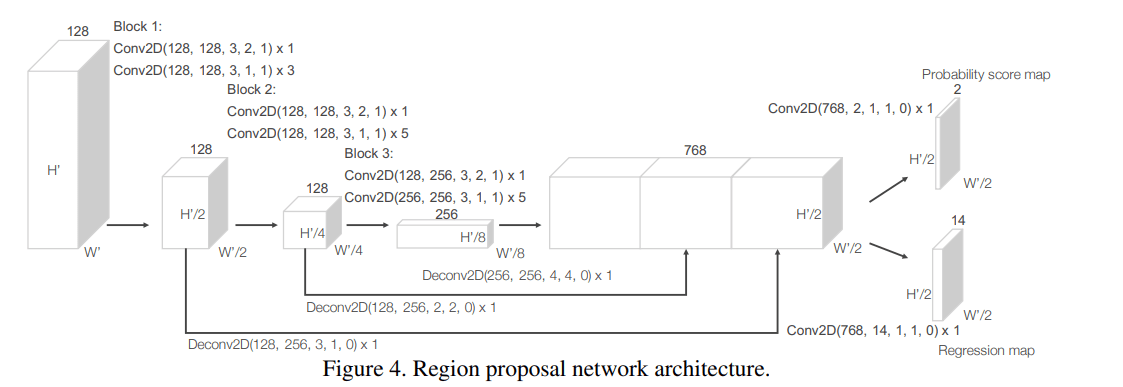 128
Block 1:
Conv2D(128, 128, 3, 2, 1) x 1
Conv2D(128, 128, 3, 1, 1) x 3
Block 2:
Conv2D(128, 128, 3, 2, 1) x 1
Conv2D(128, 128, 3, 1, 1) x 5
Block 3:
Conv2D(128, 256, 3, 2, 1) x 1
Conv2D(256, 256, 3, 1, 1) x 5
H'
W'
128
H'/2
W'/2
128
H'/4
W'/4
256
H'/8
W'/8
768
H'/2
W'/2
Deconv2D(256, 256, 4, 4, 0) x 1
Deconv2D(128, 256, 2, 2, 0) x 1
Deconv2D(128, 256, 3, 1, 0) x 1
Probability score map
2
Conv2D(768, 2, 1, 1, 0) x 1
H'/2
W'/2
14
H'/2
W'/2
Conv2D(768, 14, 1, 1, 0) x 1
Regression map
Figure 4. Region proposal network architecture.